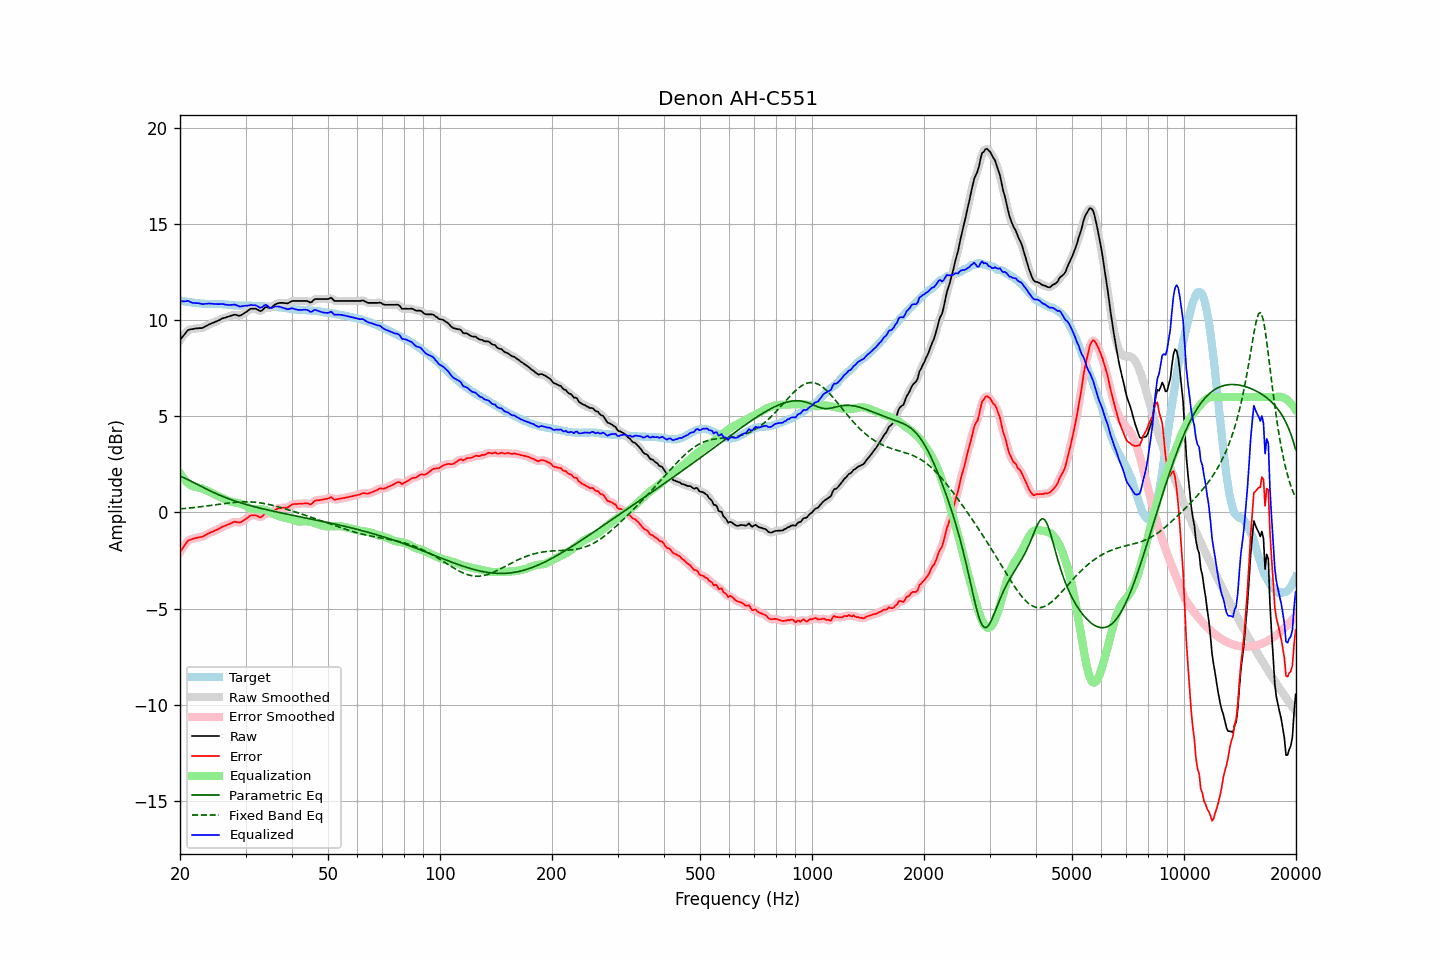 Denon AH-C551
Amplitude (dBr)
20
15
10
5
0
−5
−10
−15
Target
Raw Smoothed
Error Smoothed
Raw
Error
Equalization
Parametric Eq
Fixed Band Eq
Equalized
20 50 100 200 500 1000 2000 5000 10000 20000
Frequency (Hz)